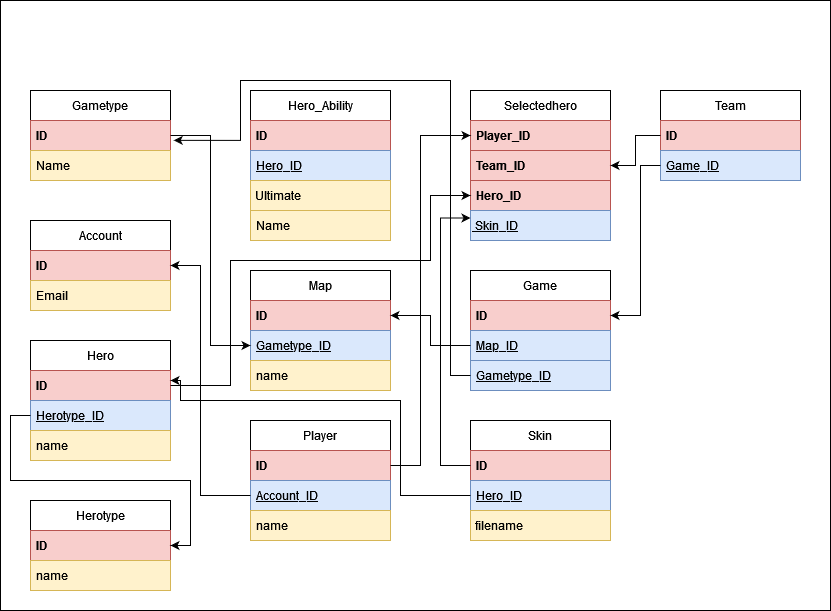 Gametype
ID
Name
Hero_Ability
ID
Hero_ID
Ultimate
Name
Selectedhero
Player_ID
Team_ID
Hero_ID
Skin_ID
Team
ID
Game_ID
Account
ID
Email
Map
ID
Gametype_ID
name
Game
ID
Map_ID
Gametype_ID
Hero
ID
Herotype_ID
name
Player
ID
Account_ID
name
Skin
ID
Hero_ID
filename
Herotype
ID
name